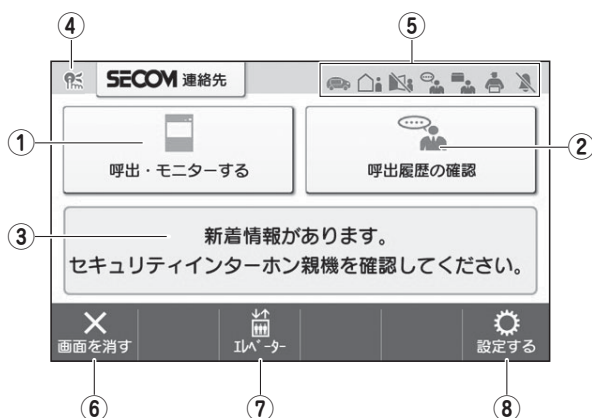 ④
⑤
SECOM 連絡先
①
呼出・モニターする
②
呼出履歴の確認
③
新着情報があります。
セキュリティインターホン親機を確認してください。
画面を消す
ｴﾚﾍﾞｰﾀｰ
設定する
⑥
⑦
⑧